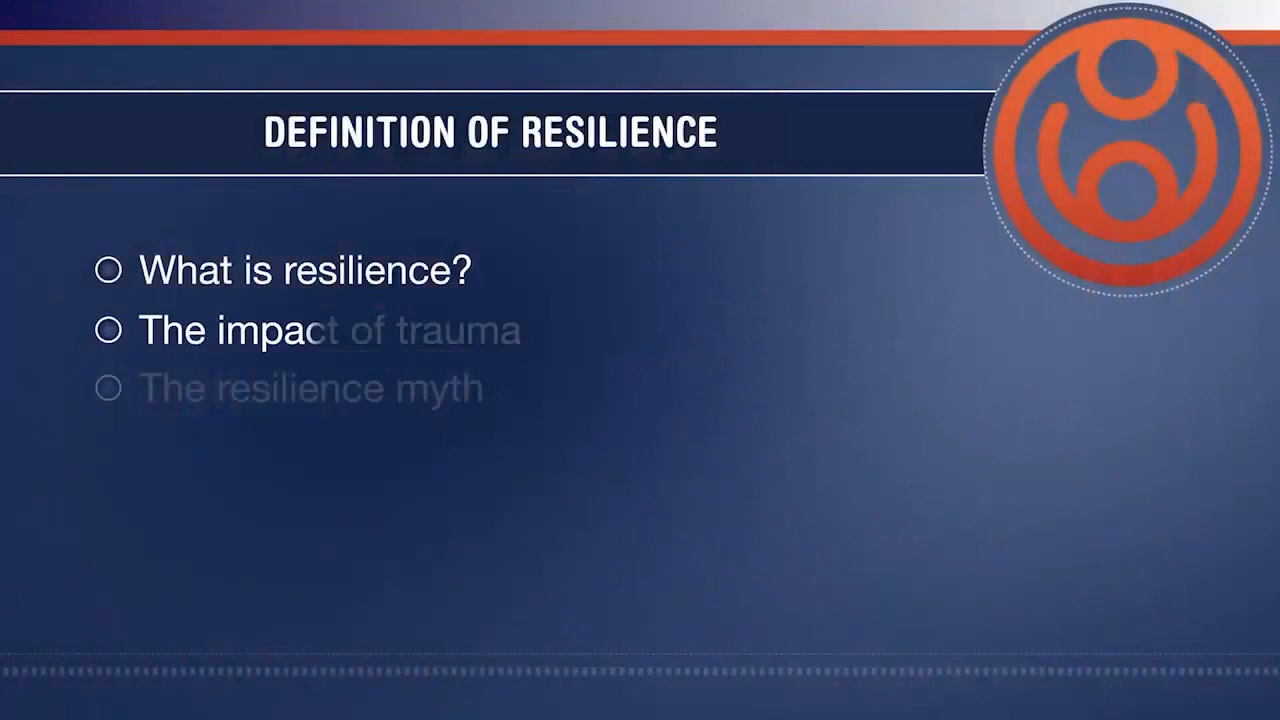 DEFINITION OF RESILIENCE
What is resilience?
The impact of trauma
The resilience myth